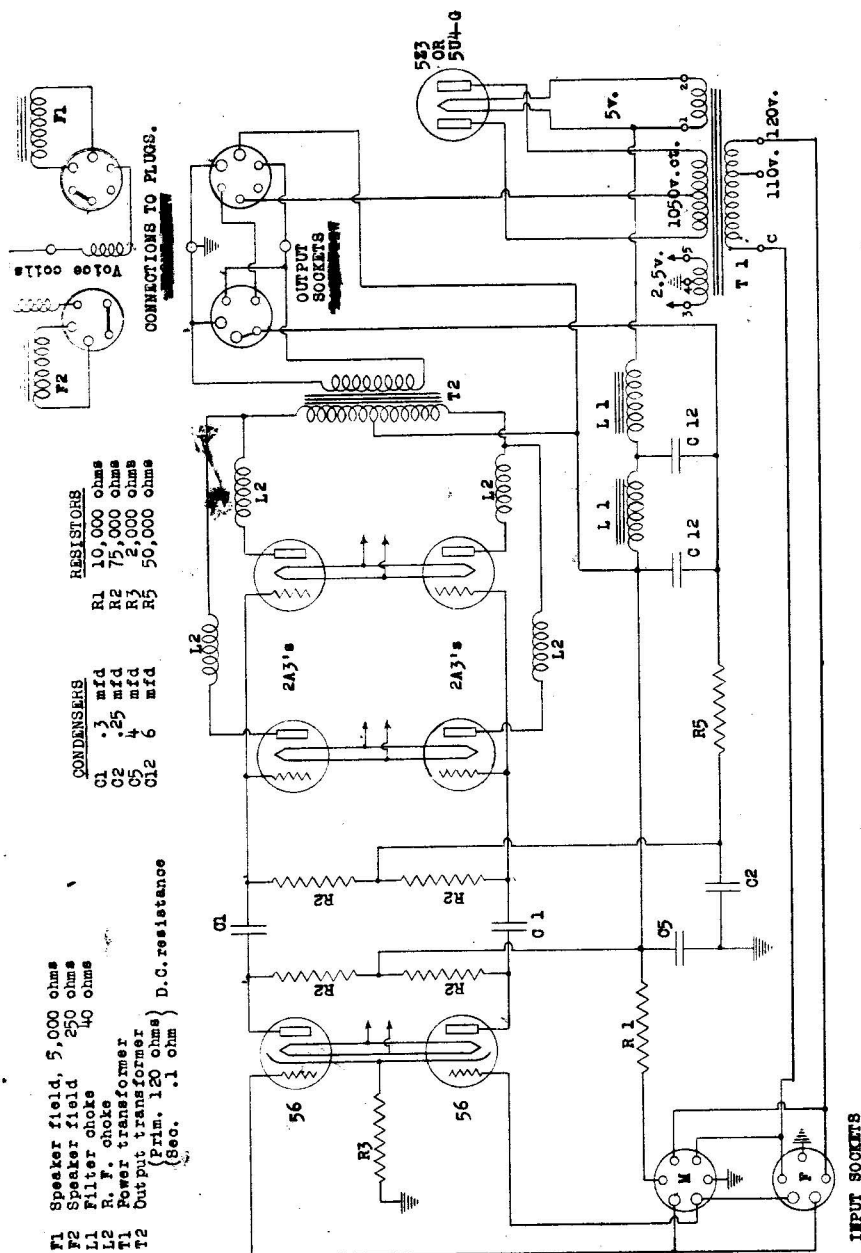 F1 Speaker field, 5,000 ohms
F2 Speaker field 250 ohms
L1 Filter choke 40 ohms
L2 R. F. choke
T1 Power transformer
T2 Output transformer
(Prim. 120 ohms) D.C. resistance
(Sec. .1 ohm)
CONDENSERS
C1 .3 mfd
C2 .25 mfd
C5 4 mfd
C12 6 mfd
RESISTORS
R1 10,000 ohms
R2 75,000 ohms
R3 2,000 ohms
R5 50,000 ohms
F2
Voice coils
F1
CONNECTIONS TO PLUGS.
OUTPUT
SOCKETS
5Z3
OR
5U4-G
C1
R2
R2
R2
R2
C 1
56
56
R3
L2
L2
L2
L2
2A3's
2A3's
T2
R 1
C5
C2
R5
L 1
L 1
C 12
C 12
5v.
1
2
1050v.ct.
2.5v.
3
4
5
T 1
C
110v.
120v.
M
F
INPUT SOCKETS